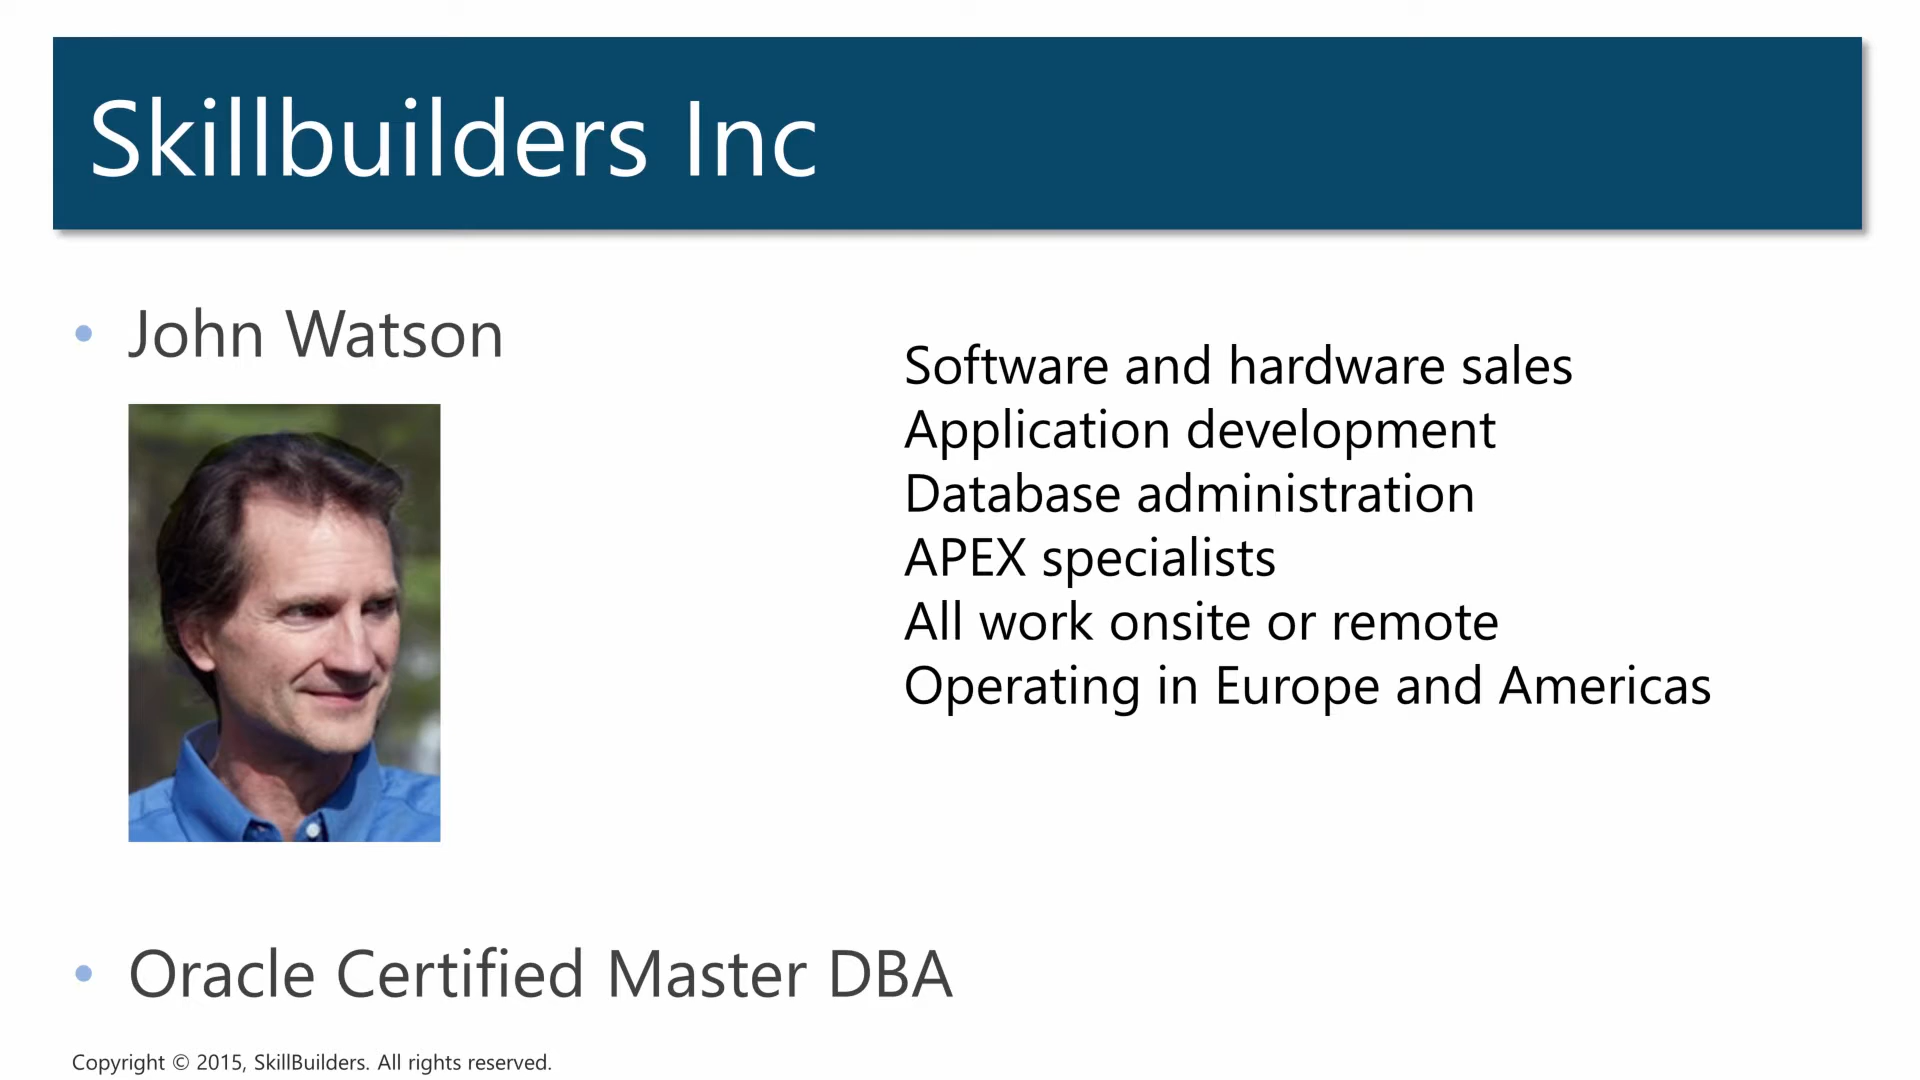 Skillbuilders Inc
• John Watson
Software and hardware sales
Application development
Database administration
APEX specialists
All work onsite or remote
Operating in Europe and Americas
• Oracle Certified Master DBA
Copyright © 2015, SkillBuilders. All rights reserved.